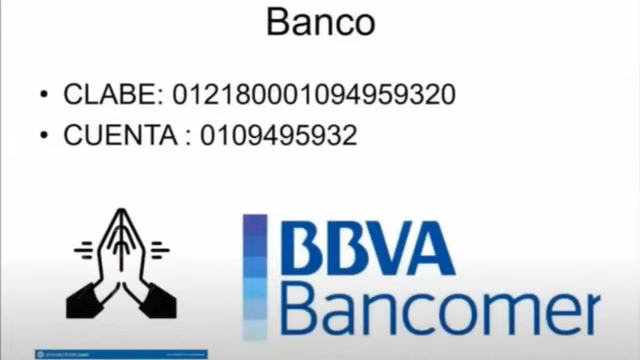 Banco
• CLABE: 012180001094959320
• CUENTA : 0109495932
BBVA
Bancomer